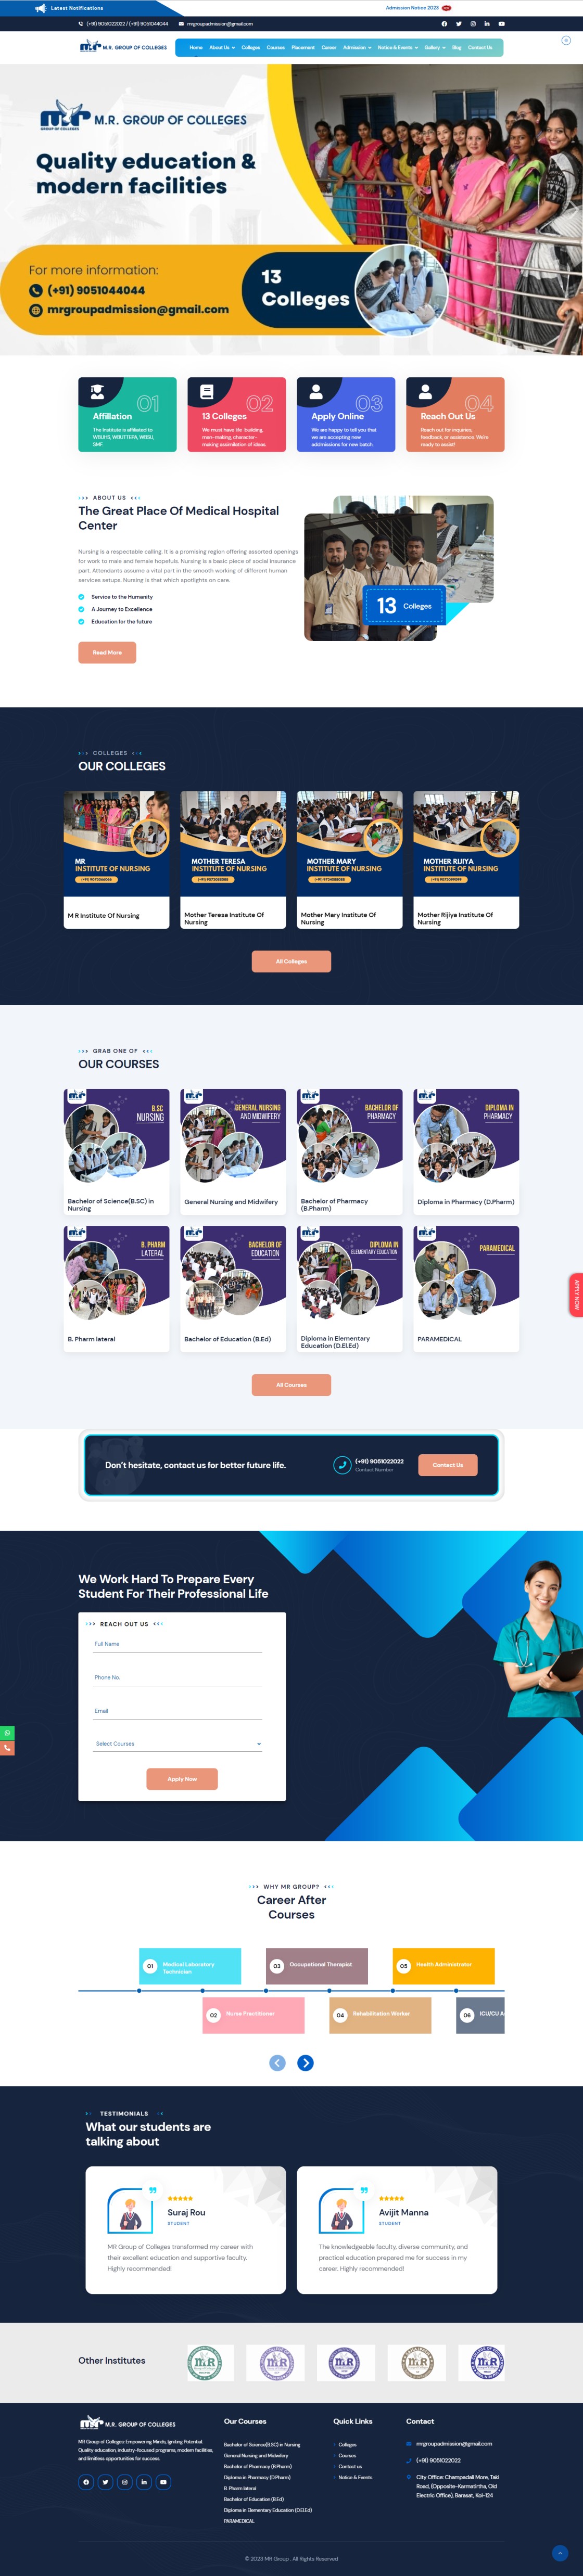 Latest Notifications
Admission Notice 2023
(+91) 9051022022 / (+91) 9051044044
mrgroupadmission@gmail.com
M.R. GROUP OF COLLEGES
Home About Us Colleges Courses Placement Career Admission Notice & Events Gallery Blog Contact Us
mr M.R. GROUP OF COLLEGES
GROUP OF COLLEGES
Quality education &
modern facilities
For more information:
(+91) 9051044044
mrgroupadmission@gmail.com
13
Colleges
01
Affiliation
The Institute is affiliated to
WBUHS, WBSUTTEPA, WBSU,
SMF.
02
13 Colleges
We must have life-building,
man-making, character-
making assimilation of ideas.
03
Apply Online
We are happy to tell you that
we are accepting new
addmissions for new batch.
04
Reach Out Us
Reach out for inquiries,
feedback, or assistance. We're
ready to assist!
ABOUT US
The Great Place Of Medical Hospital
Center
Nursing is a respectable calling. It is a promising region offering assorted openings
for work to male and female hopefuls. Nursing is a basic piece of social insurance
part. Attendants assume a vital part in the smooth working of different human
services setups. Nursing is that which spotlights on care.
Service to the Humanity
A Journey to Excellence
Education for the future
Read More
13 Colleges
COLLEGES
OUR COLLEGES
MR
INSTITUTE OF NURSING
M R Institute Of Nursing
MOTHER TERESA
INSTITUTE OF NURSING
Mother Teresa Institute Of
Nursing
MOTHER MARY
INSTITUTE OF NURSING
Mother Mary Institute Of
Nursing
MOTHER RIJIYA
INSTITUTE OF NURSING
Mother Rijiya Institute Of
Nursing
All Colleges
GRAB ONE OF
OUR COURSES
B.SC
NURSING
Bachelor of Science(B.SC) in
Nursing
GENERAL NURSING
AND MIDWIFERY
General Nursing and Midwifery
BACHELOR OF
PHARMACY
Bachelor of Pharmacy
(B.Pharm)
DIPLOMA IN
PHARMACY
Diploma in Pharmacy (D.Pharm)
B. PHARM
LATERAL
B. Pharm lateral
BACHELOR OF
EDUCATION
Bachelor of Education (B.Ed)
DIPLOMA IN
ELEMENTARY EDUCATION
Diploma in Elementary
Education (D.El.Ed)
PARAMEDICAL
PARAMEDICAL
APPLY NOW
All Courses
Don't hesitate, contact us for better future life.
(+91) 9051022022
Contact Number
Contact Us
We Work Hard To Prepare Every
Student For Their Professional Life
REACH OUT US
Full Name
Phone No.
Email
Select Courses
Apply Now
WHY MR GROUP?
Career After
Courses
01 Medical Laboratory
Technician
03 Occupational Therapist
05 Health Administrator
02 Nurse Practitioner
04 Rehabilitation Worker
06 ICU/CU A
TESTIMONIALS
What our students are
talking about
Suraj Rou
STUDENT
MR Group of Colleges transformed my career with
their excellent education and supportive faculty.
Highly recommended!
Avijit Manna
STUDENT
The knowledgeable faculty, diverse community, and
practical education prepared me for success in my
career. Highly recommended!
Other Institutes
M.R. GROUP OF COLLEGES
MR Group of Colleges: Empowering Minds, Igniting Potential.
Quality education, industry-focused programs, modern facilities,
and limitless opportunities for success.
Our Courses
Bachelor of Science(B.SC) in Nursing
General Nursing and Midwifery
Bachelor of Pharmacy (B.Pharm)
Diploma in Pharmacy (D.Pharm)
B. Pharm lateral
Bachelor of Education (B.Ed)
Diploma in Elementary Education (D.El.Ed)
PARAMEDICAL
Quick Links
Colleges
Courses
Contact us
Notice & Events
Contact
mrgroupadmission@gmail.com
(+91) 9051022022
City Office: Champadali More, Taki
Road, (Opposite-Karmatirtha, Old
Electric Office), Barasat, Kol-124
© 2023 MR Group . All Rights Reserved